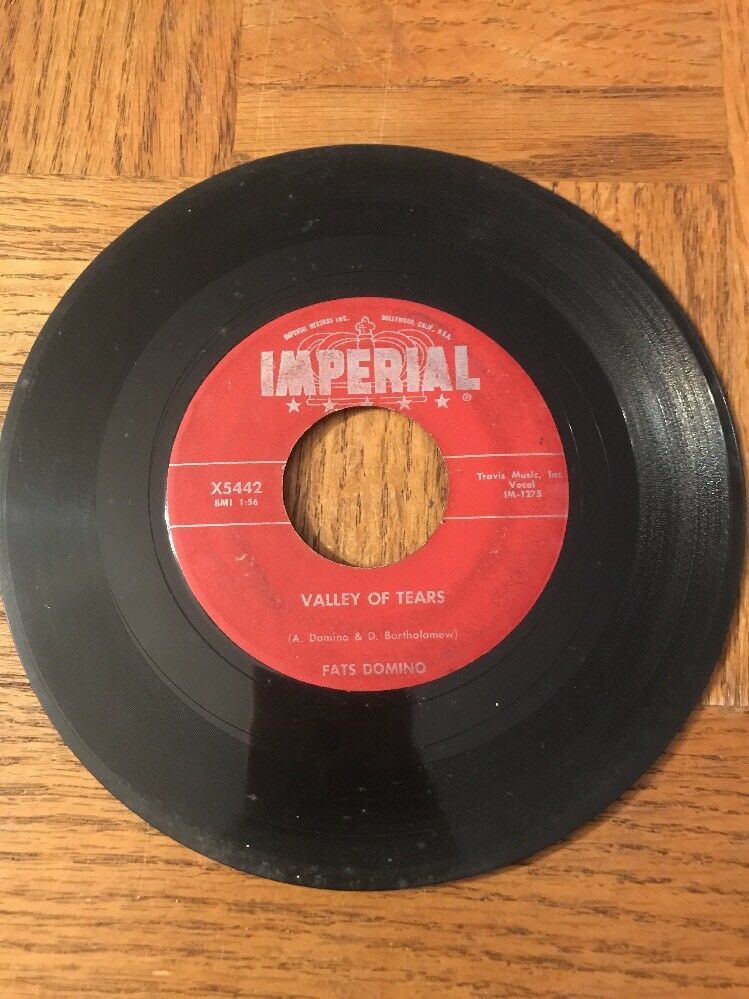 IMPERIAL RECORDS INC. HOLLYWOOD, CALIF., U.S.A.
IMPERIAL ®
X5442
BMI 1:56
Travis Music, Inc.
Vocal
IM-1275
VALLEY OF TEARS
(A. Domino & D. Bartholomew)
FATS DOMINO